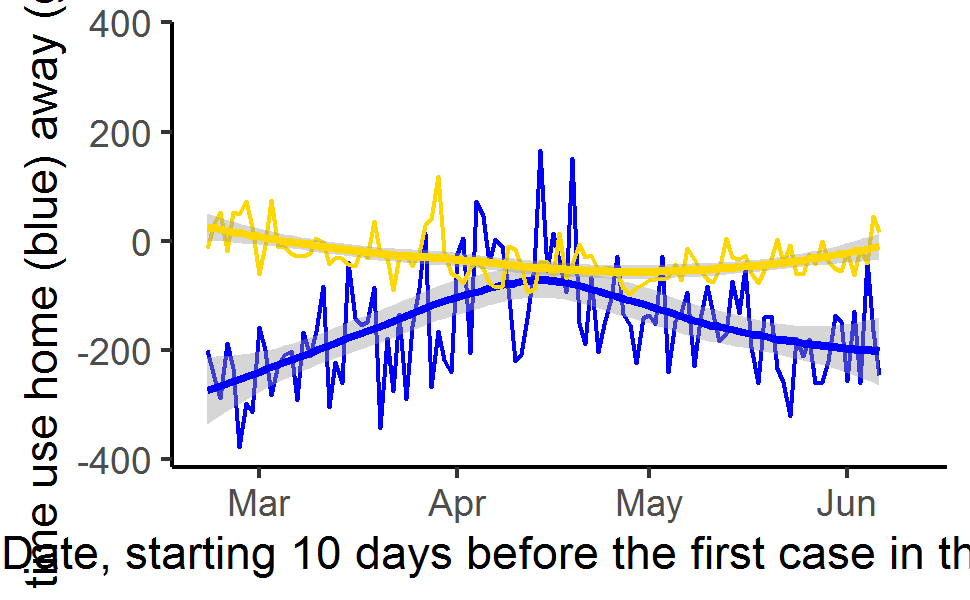 time use home (blue) away (
400
200
0
-200
-400
Mar Apr May Jun
Date, starting 10 days before the first case in th